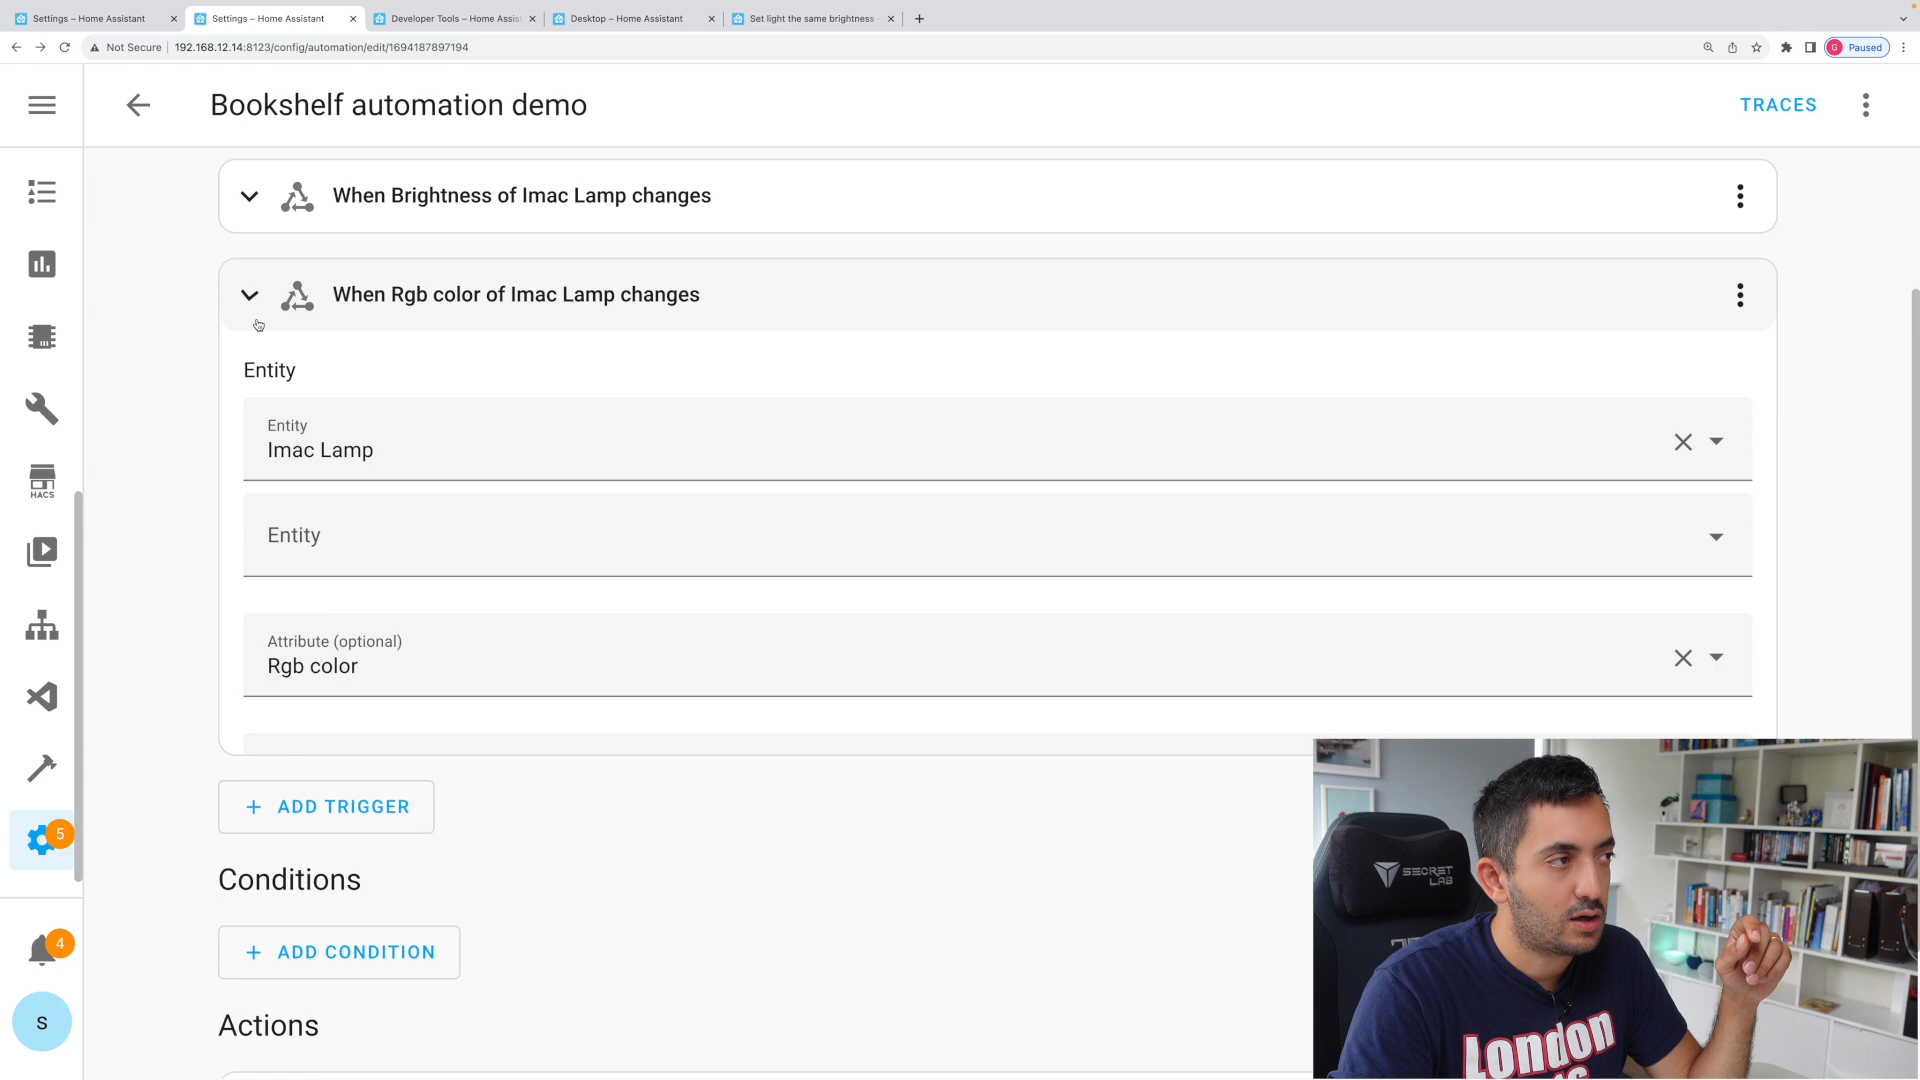 Settings – Home Assistant
Settings – Home Assistant
Developer Tools – Home Assis
Desktop – Home Assistant
Set light the same brightness
Not Secure
192.168.12.14:8123/config/automation/edit/1694187897194
G Paused
Bookshelf automation demo
TRACES
When Brightness of Imac Lamp changes
When Rgb color of Imac Lamp changes
Entity
Entity
Imac Lamp
Entity
Attribute (optional)
Rgb color
ADD TRIGGER
Conditions
ADD CONDITION
Actions
HACS
5
4
S
SECRET
LAB
London